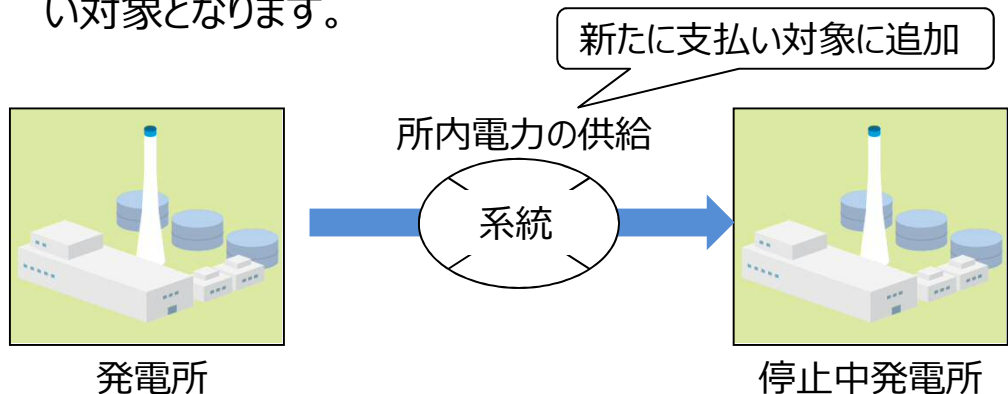 い対象となります。
新たに支払い対象に追加
所内電力の供給
系統
発電所
停止中発電所